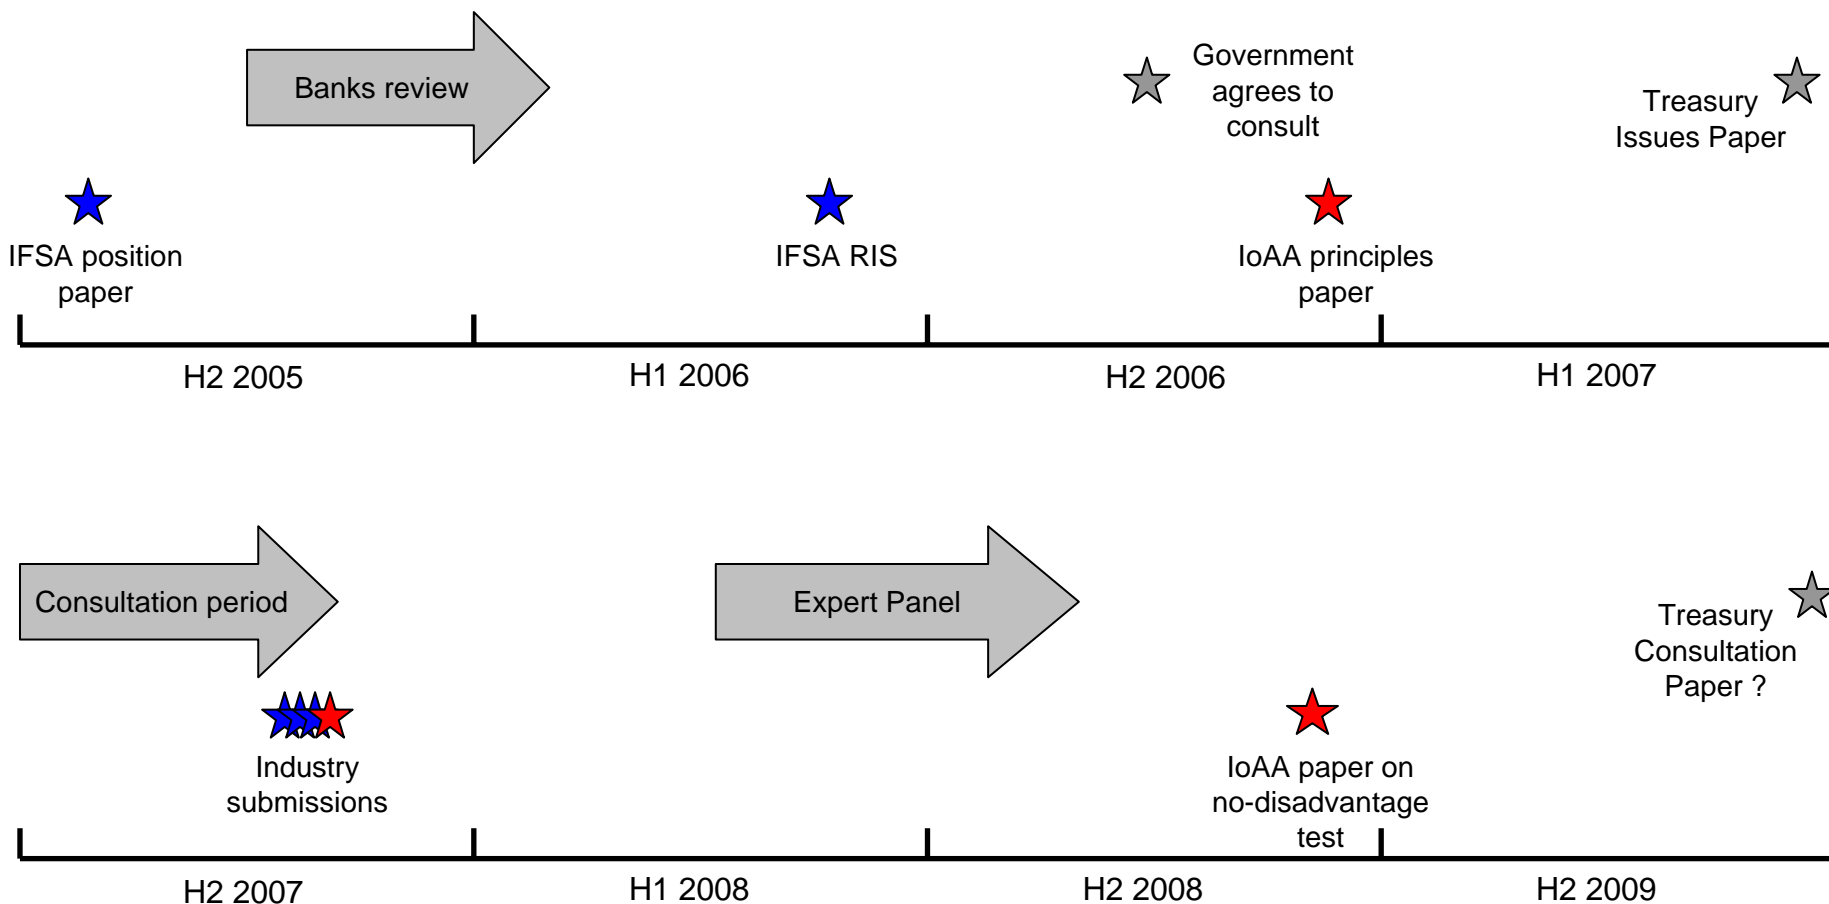 Banks review
Government
agrees to
consult
Treasury
Issues Paper
IFSA position
paper
IFSA RIS
IoAA principles
paper
H2 2005
H1 2006
H2 2006
H1 2007
Consultation period
Expert Panel
Treasury
Consultation
Paper ?
Industry
submissions
IoAA paper on
no-disadvantage
test
H2 2007
H1 2008
H2 2008
H2 2009